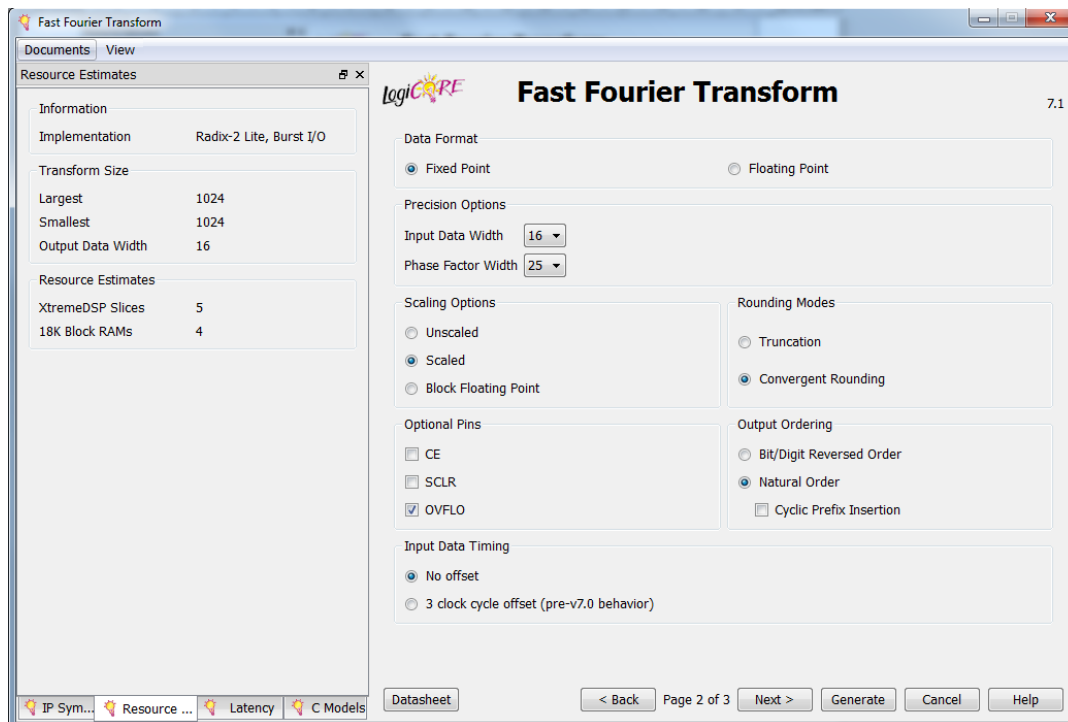 Fast Fourier Transform
Documents View
Resource Estimates
Information
Implementation Radix-2 Lite, Burst I/O
Transform Size
Largest 1024
Smallest 1024
Output Data Width 16
Resource Estimates
XtremeDSP Slices 5
18K Block RAMs 4
IP Sym... Resource ... Latency C Models
LogiCORE Fast Fourier Transform 7.1
Data Format
Fixed Point Floating Point
Precision Options
Input Data Width 16
Phase Factor Width 25
Scaling Options
Unscaled
Scaled
Block Floating Point
Rounding Modes
Truncation
Convergent Rounding
Optional Pins
CE
SCLR
OVFLO
Output Ordering
Bit/Digit Reversed Order
Natural Order
Cyclic Prefix Insertion
Input Data Timing
No offset
3 clock cycle offset (pre-v7.0 behavior)
Datasheet < Back Page 2 of 3 Next > Generate Cancel Help